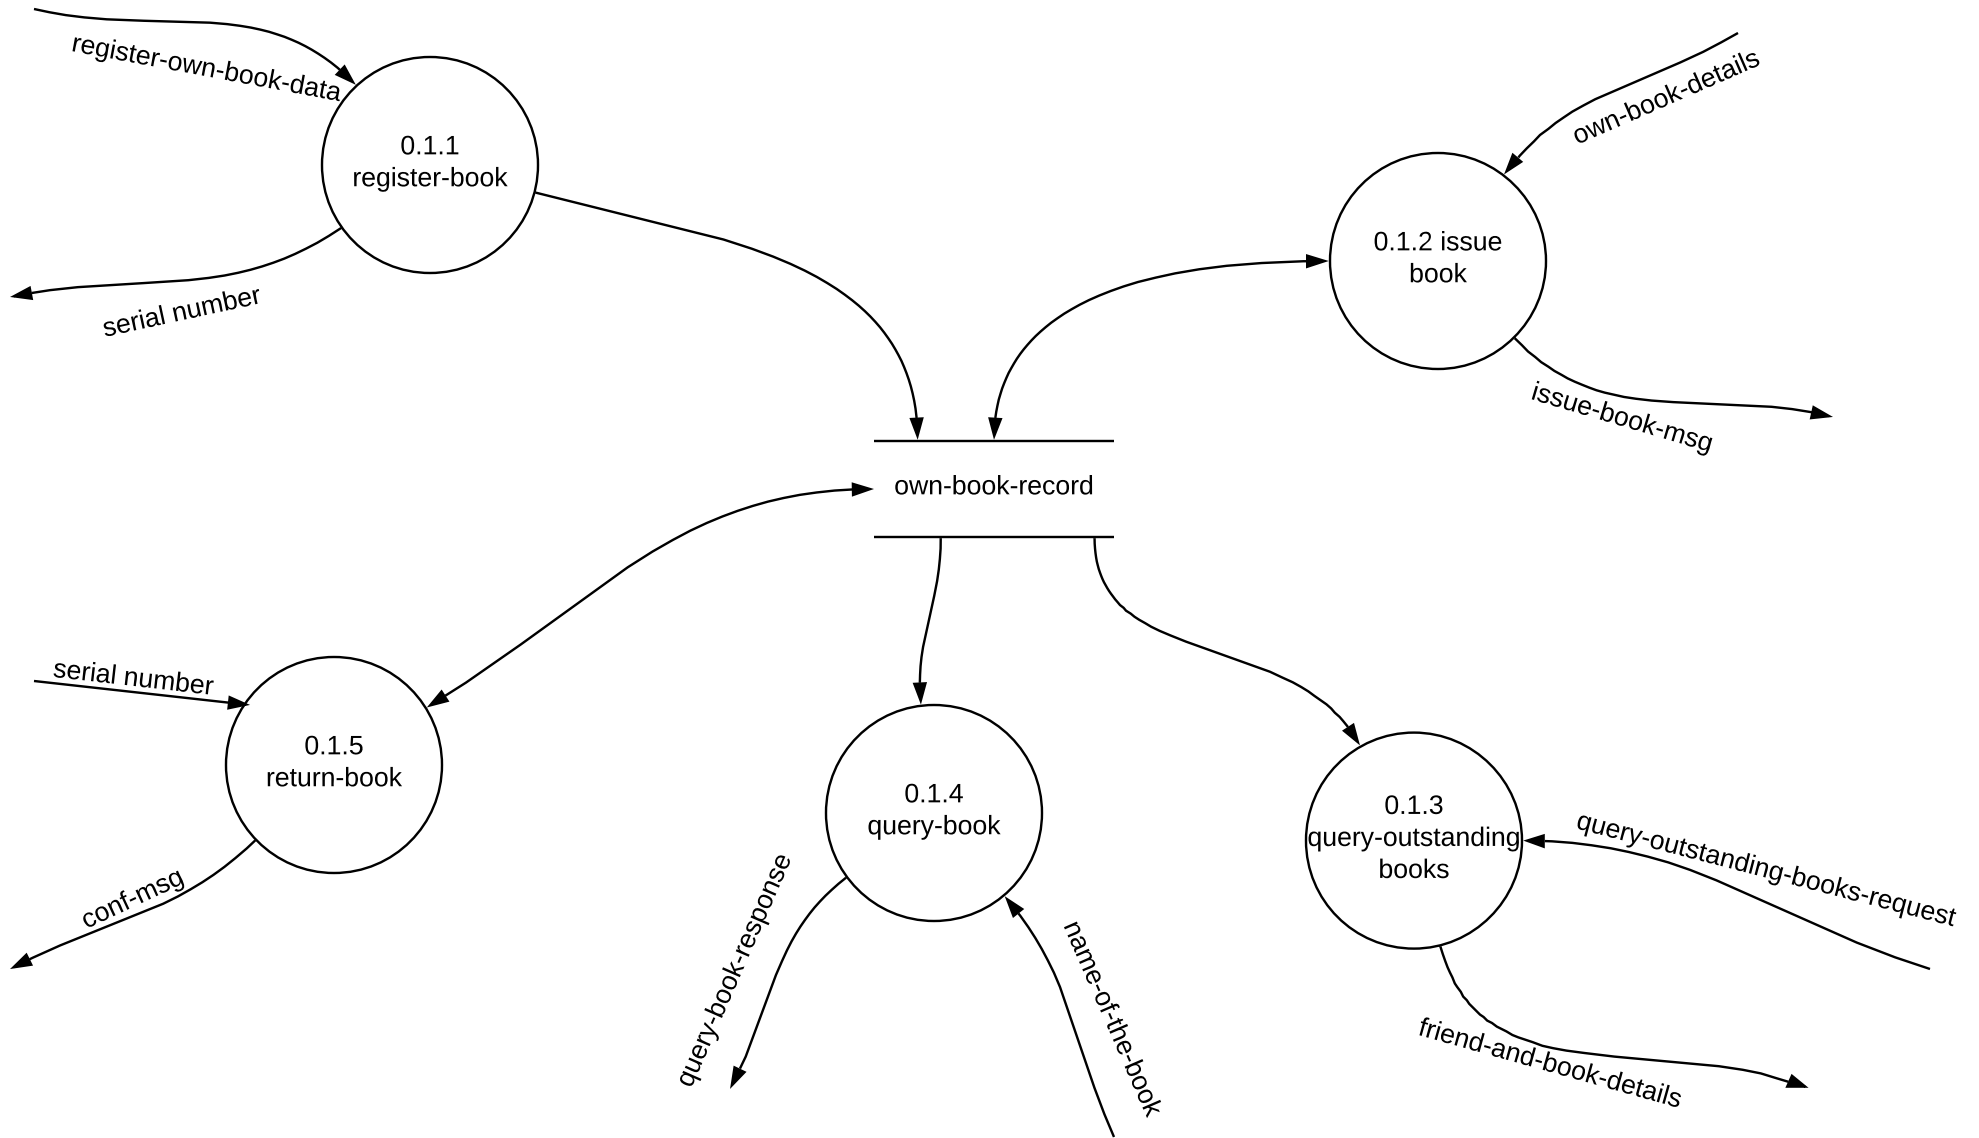 register-own-book-data
0.1.1
register-book
serial number
own-book-details
0.1.2 issue
book
issue-book-msg
own-book-record
serial number
0.1.5
return-book
conf-msg
0.1.4
query-book
query-book-response
name-of-the-book
0.1.3
query-outstanding
books
query-outstanding-books-request
friend-and-book-details